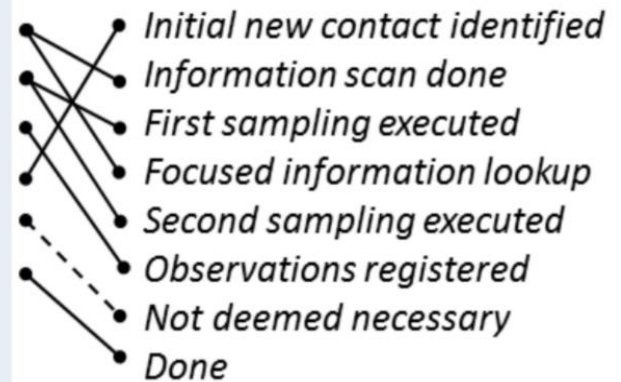 Initial new contact identified
Information scan done
First sampling executed
Focused information lookup
Second sampling executed
Observations registered
Not deemed necessary
Done